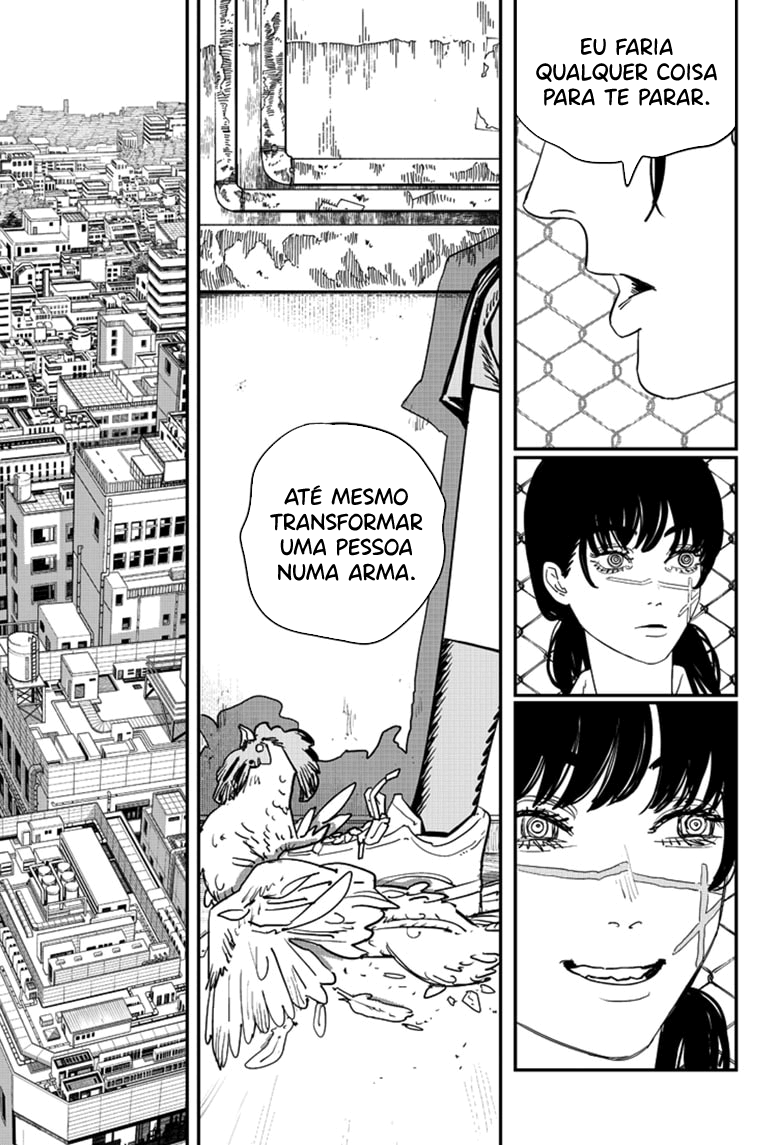 EU FARIA
QUALQUER COISA
PARA TE PARAR.
ATÉ MESMO
TRANSFORMAR
UMA PESSOA
NUMA ARMA.